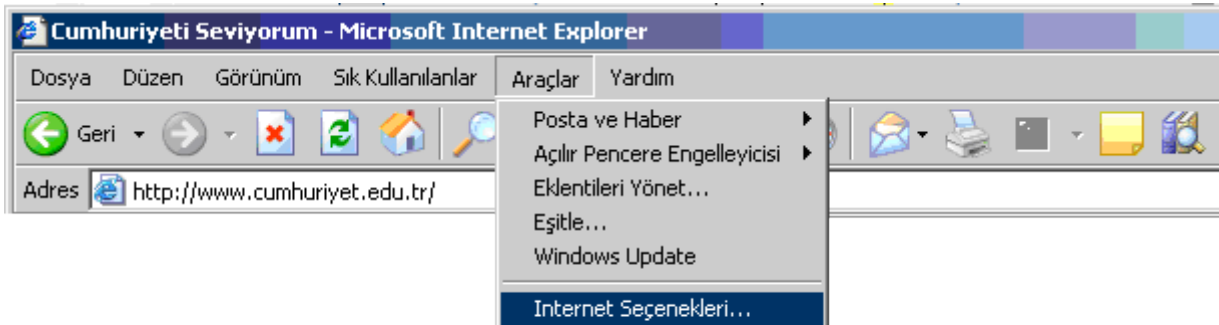 Cumhuriyeti Seviyorum - Microsoft Internet Explorer
Dosya Düzen Görünüm Sık Kullanılanlar Araçlar Yardım
Geri
Adres http://www.cumhuriyet.edu.tr/
Posta ve Haber
Açılır Pencere Engelleyicisi
Eklentileri Yönet...
Eşitle...
Windows Update
Internet Seçenekleri...